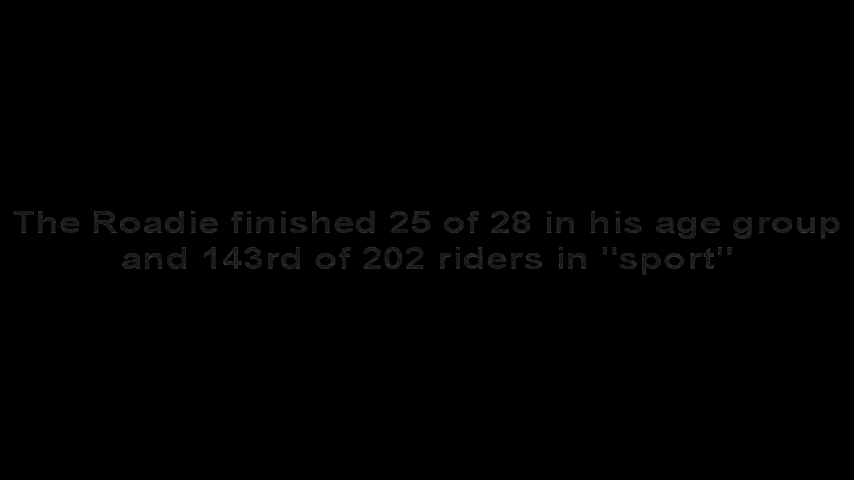 The Roadie finished 25 of 28 in his age group
and 143rd of 202 riders in "sport"